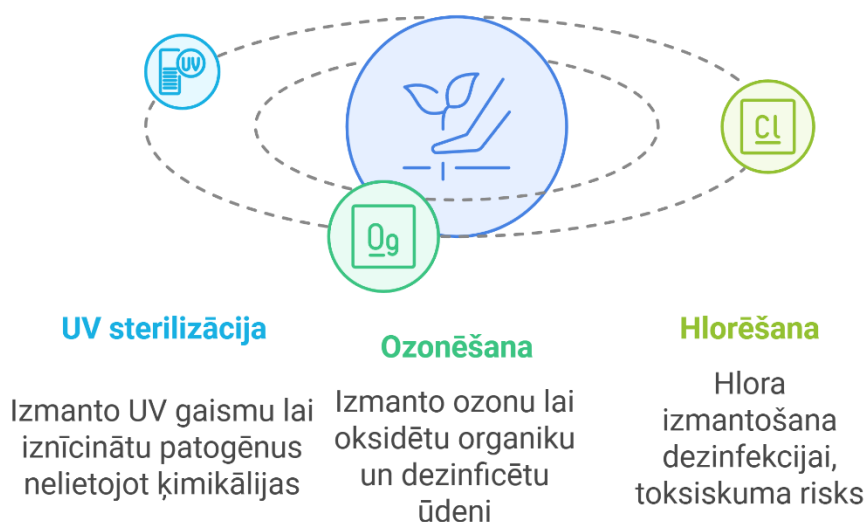 UV
Cl
Og
UV sterilizācija
Izmanto UV gaismu lai
iznīcinātu patogēnus
nelietojot ķimikālijas
Ozonēšana
Izmanto ozonu lai
oksidētu organiku
un dezinficētu
ūdeni
Hlorēšana
Hlora
izmantošana
dezinfekcijai,
toksiskuma risks